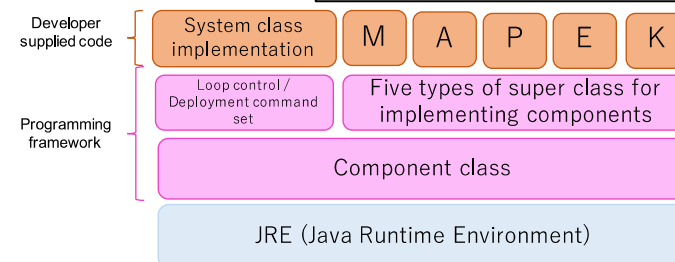 Developer
supplied code
System class
implementation
M
A
P
E
K
Programming
framework
Loop control /
Deployment command
set
Five types of super class for
implementing components
Component class
JRE (Java Runtime Environment)